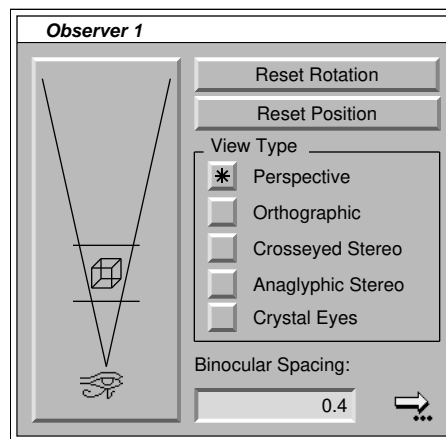 Observer 1
Reset Rotation
Reset Position
View Type
Perspective
Orthographic
Crosseyed Stereo
Anaglyphic Stereo
Crystal Eyes
Binocular Spacing:
0.4